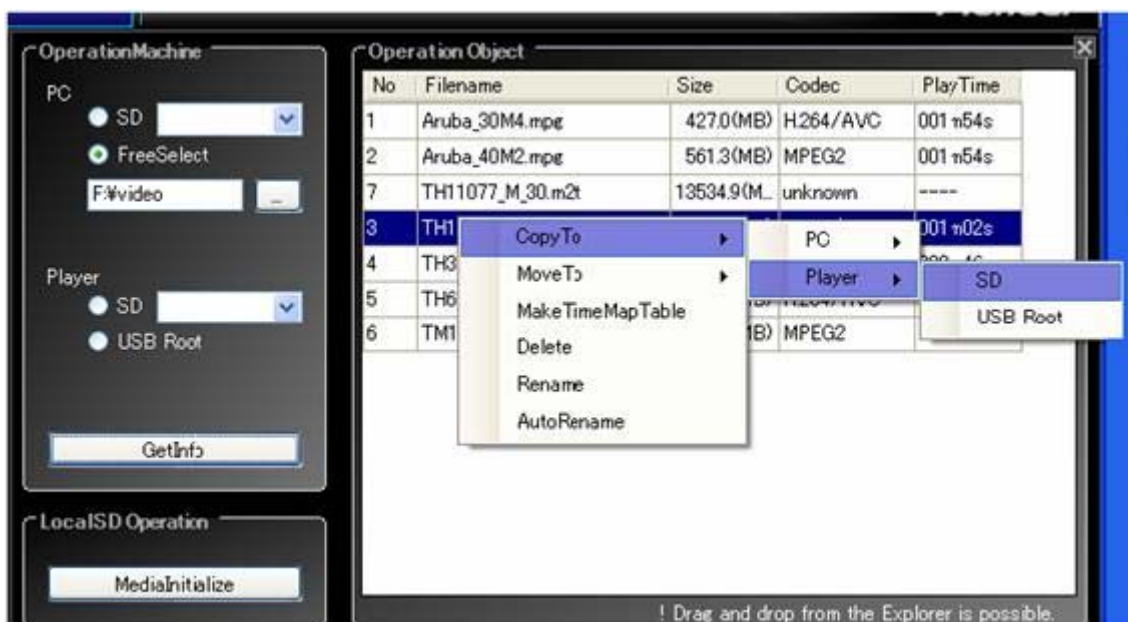 OperationMachine
PC
SD
FreeSelect
F:¥video
...
Player
SD
USB Root
GetInfo
LocalSD Operation
MediaInitialize
Operation Object
No Filename Size Codec PlayTime
1 Aruba_30M4.mpg 427.0(MB) H.264/AVC 001m54s
2 Aruba_40M2.mpg 561.3(MB) MPEG2 001m54s
7 TH11077_M_30.m2t 13534.9(M... unknown ----
3 TH1 001m02s
4 TH3
5 TH6
6 TM1 MPEG2
CopyTo
MoveTo
MakeTimeMapTable
Delete
Rename
AutoRename
PC
Player
SD
USB Root
! Drag and drop from the Explorer is possible.